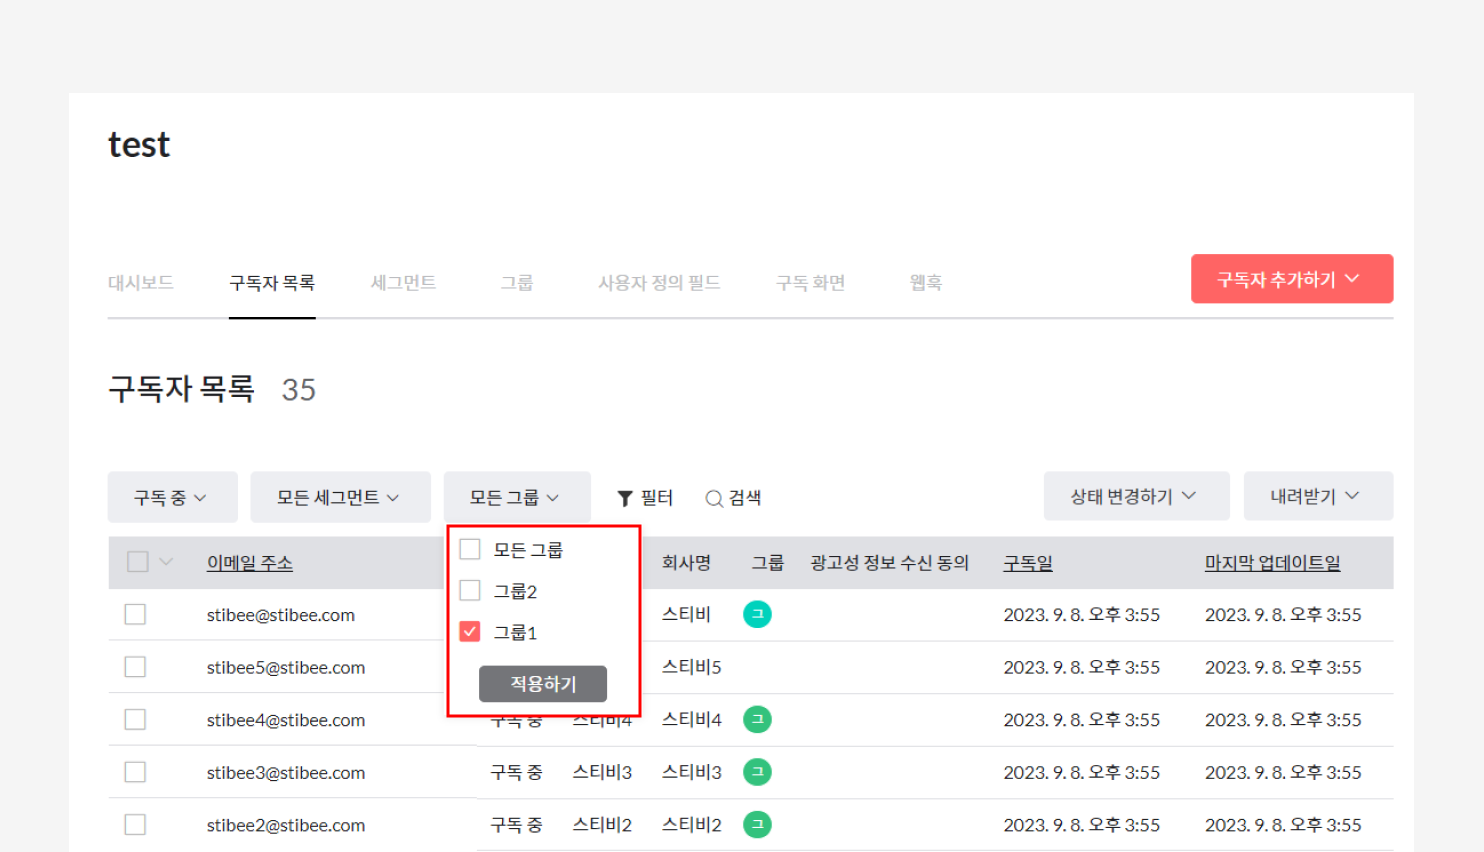 test
대시보드 구독자 목록 세그먼트 그룹 사용자 정의 필드 구독 화면 웹훅 구독자 추가하기
구독자 목록 35
구독 중 모든 세그먼트 모든 그룹 필터 검색 상태 변경하기 내려받기
이메일 주소 회사명 그룹 광고성 정보 수신 동의 구독일 마지막 업데이트일
모든 그룹
그룹2
그룹1
적용하기
stibee@stibee.com 스티비 그 2023. 9. 8. 오후 3:55 2023. 9. 8. 오후 3:55
stibee5@stibee.com 스티비5 2023. 9. 8. 오후 3:55 2023. 9. 8. 오후 3:55
stibee4@stibee.com 구독 중 스티비4 스티비4 그 2023. 9. 8. 오후 3:55 2023. 9. 8. 오후 3:55
stibee3@stibee.com 구독 중 스티비3 스티비3 그 2023. 9. 8. 오후 3:55 2023. 9. 8. 오후 3:55
stibee2@stibee.com 구독 중 스티비2 스티비2 그 2023. 9. 8. 오후 3:55 2023. 9. 8. 오후 3:55